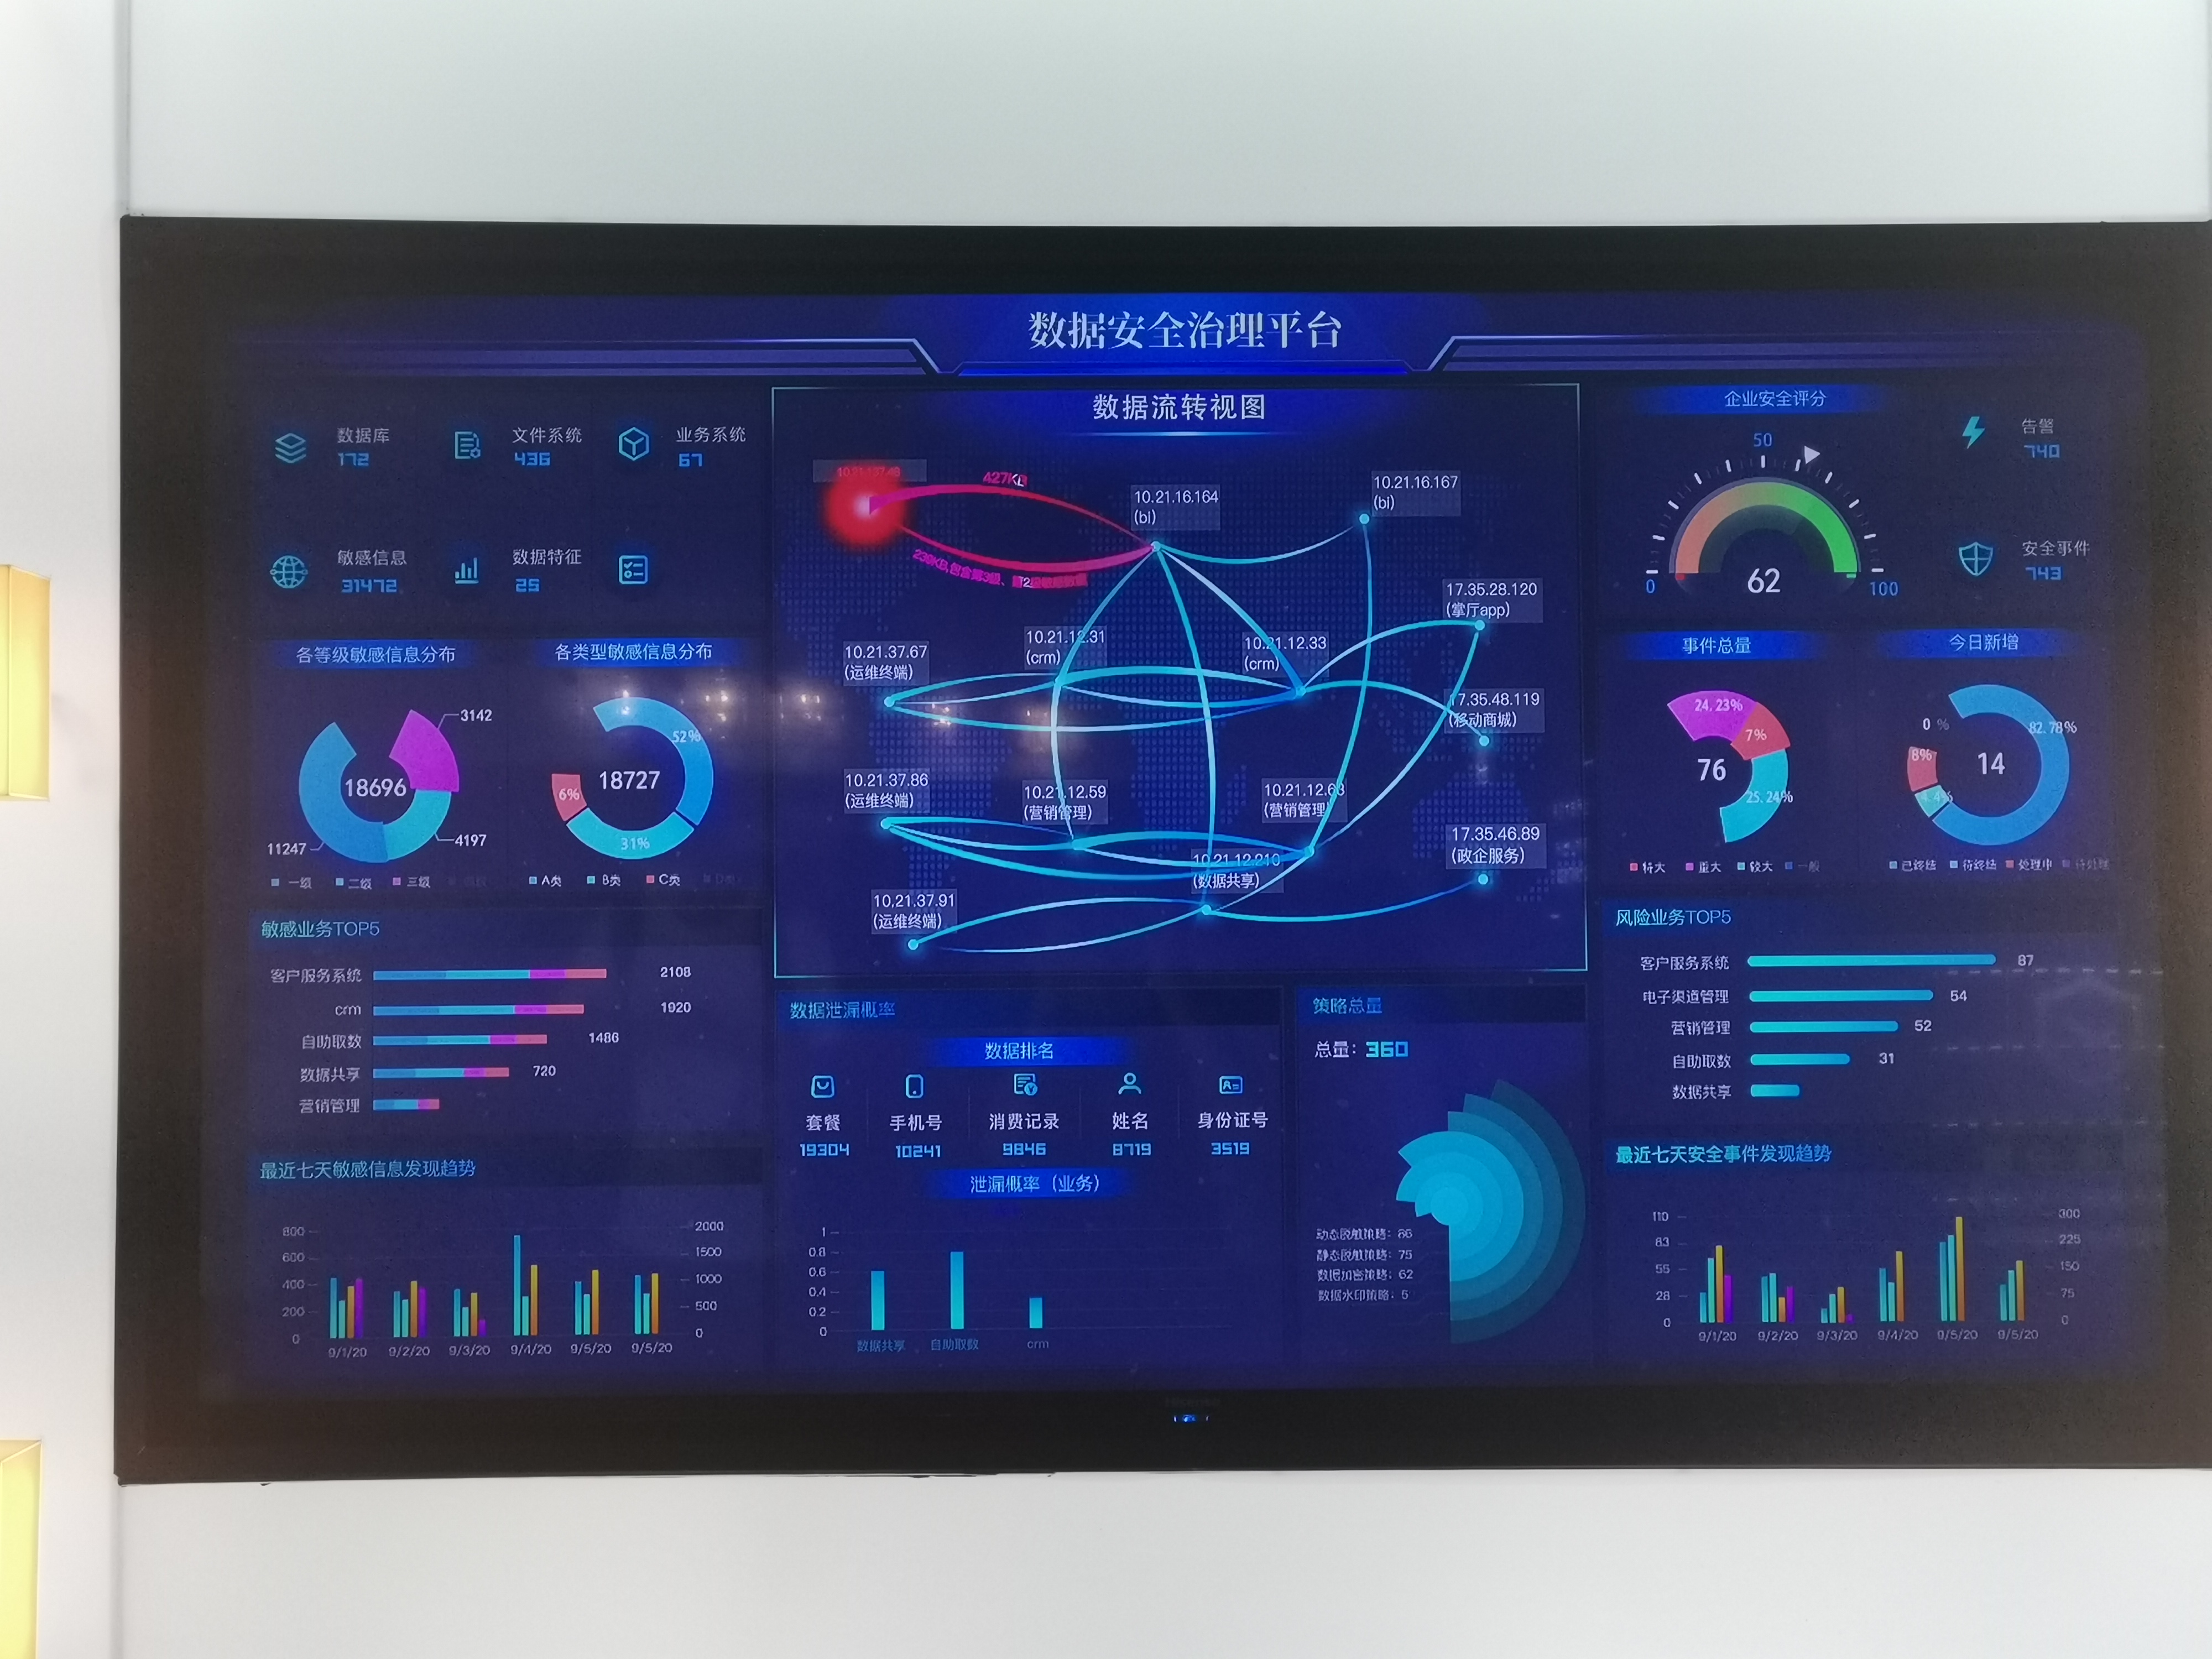 数据安全治理平台
数据库
172
文件系统
436
业务系统
67
敏感信息
31472
数据特征
25
各等级敏感信息分布
18696
3142
4197
11247
一级
二级
三级
各类型敏感信息分布
18727
52%
6%
31%
A类
B类
C类
敏感业务TOP5
客户服务系统
2108
crm
1920
自助取数
1486
数据共享
720
营销管理
最近七天敏感信息发现趋势
800
600
400
200
0
2000
1500
1000
500
0
9/1/20
9/2/20
9/3/20
9/4/20
9/5/20
9/5/20
数据流转视图
427KB
10.21.16.164
(bi)
10.21.16.167
(bi)
17.35.28.120
(掌厅app)
10.21.12.31
(crm)
10.21.12.33
(crm)
10.21.37.67
(运维终端)
17.35.48.119
(移动商城)
10.21.37.86
(运维终端)
10.21.12.59
(营销管理)
10.21.12.63
(营销管理)
17.35.46.89
(政企服务)
10.21.12.210
(数据共享)
10.21.37.91
(运维终端)
数据泄漏概率
数据排名
套餐
19304
手机号
10241
消费记录
9846
姓名
8719
身份证号
3519
泄漏概率（业务）
1
0.8
0.6
0.4
0.2
0
数据共享
自助取数
crm
策略总量
总量：360
动态脱敏策略：86
静态脱敏策略：75
数据加密策略：62
数据水印策略：5
企业安全评分
50
0
62
100
告警
740
安全事件
743
事件总量
24.23%
7%
76
25.24%
特大
重大
较大
一般
今日新增
0 %
82.78%
8%
14
4.4%
已终结
待终结
处理中
待处理
风险业务TOP5
客户服务系统
87
电子渠道管理
54
营销管理
52
自助取数
31
数据共享
最近七天安全事件发现趋势
110
83
55
28
0
300
225
150
75
0
9/1/20
9/2/20
9/3/20
9/4/20
9/5/20
9/5/20